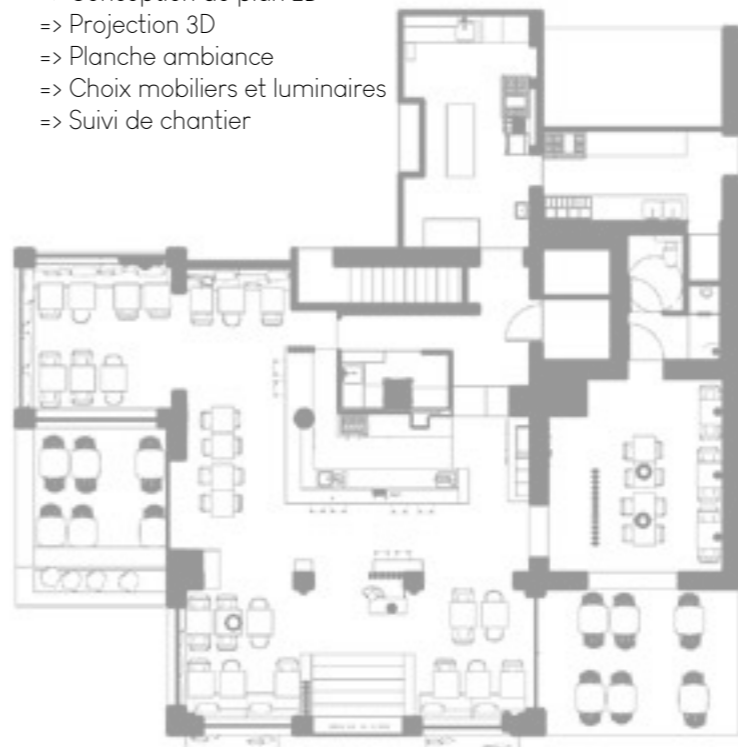 => Projection 3D
=> Planche ambiance
=> Choix mobiliers et luminaires
=> Suivi de chantier